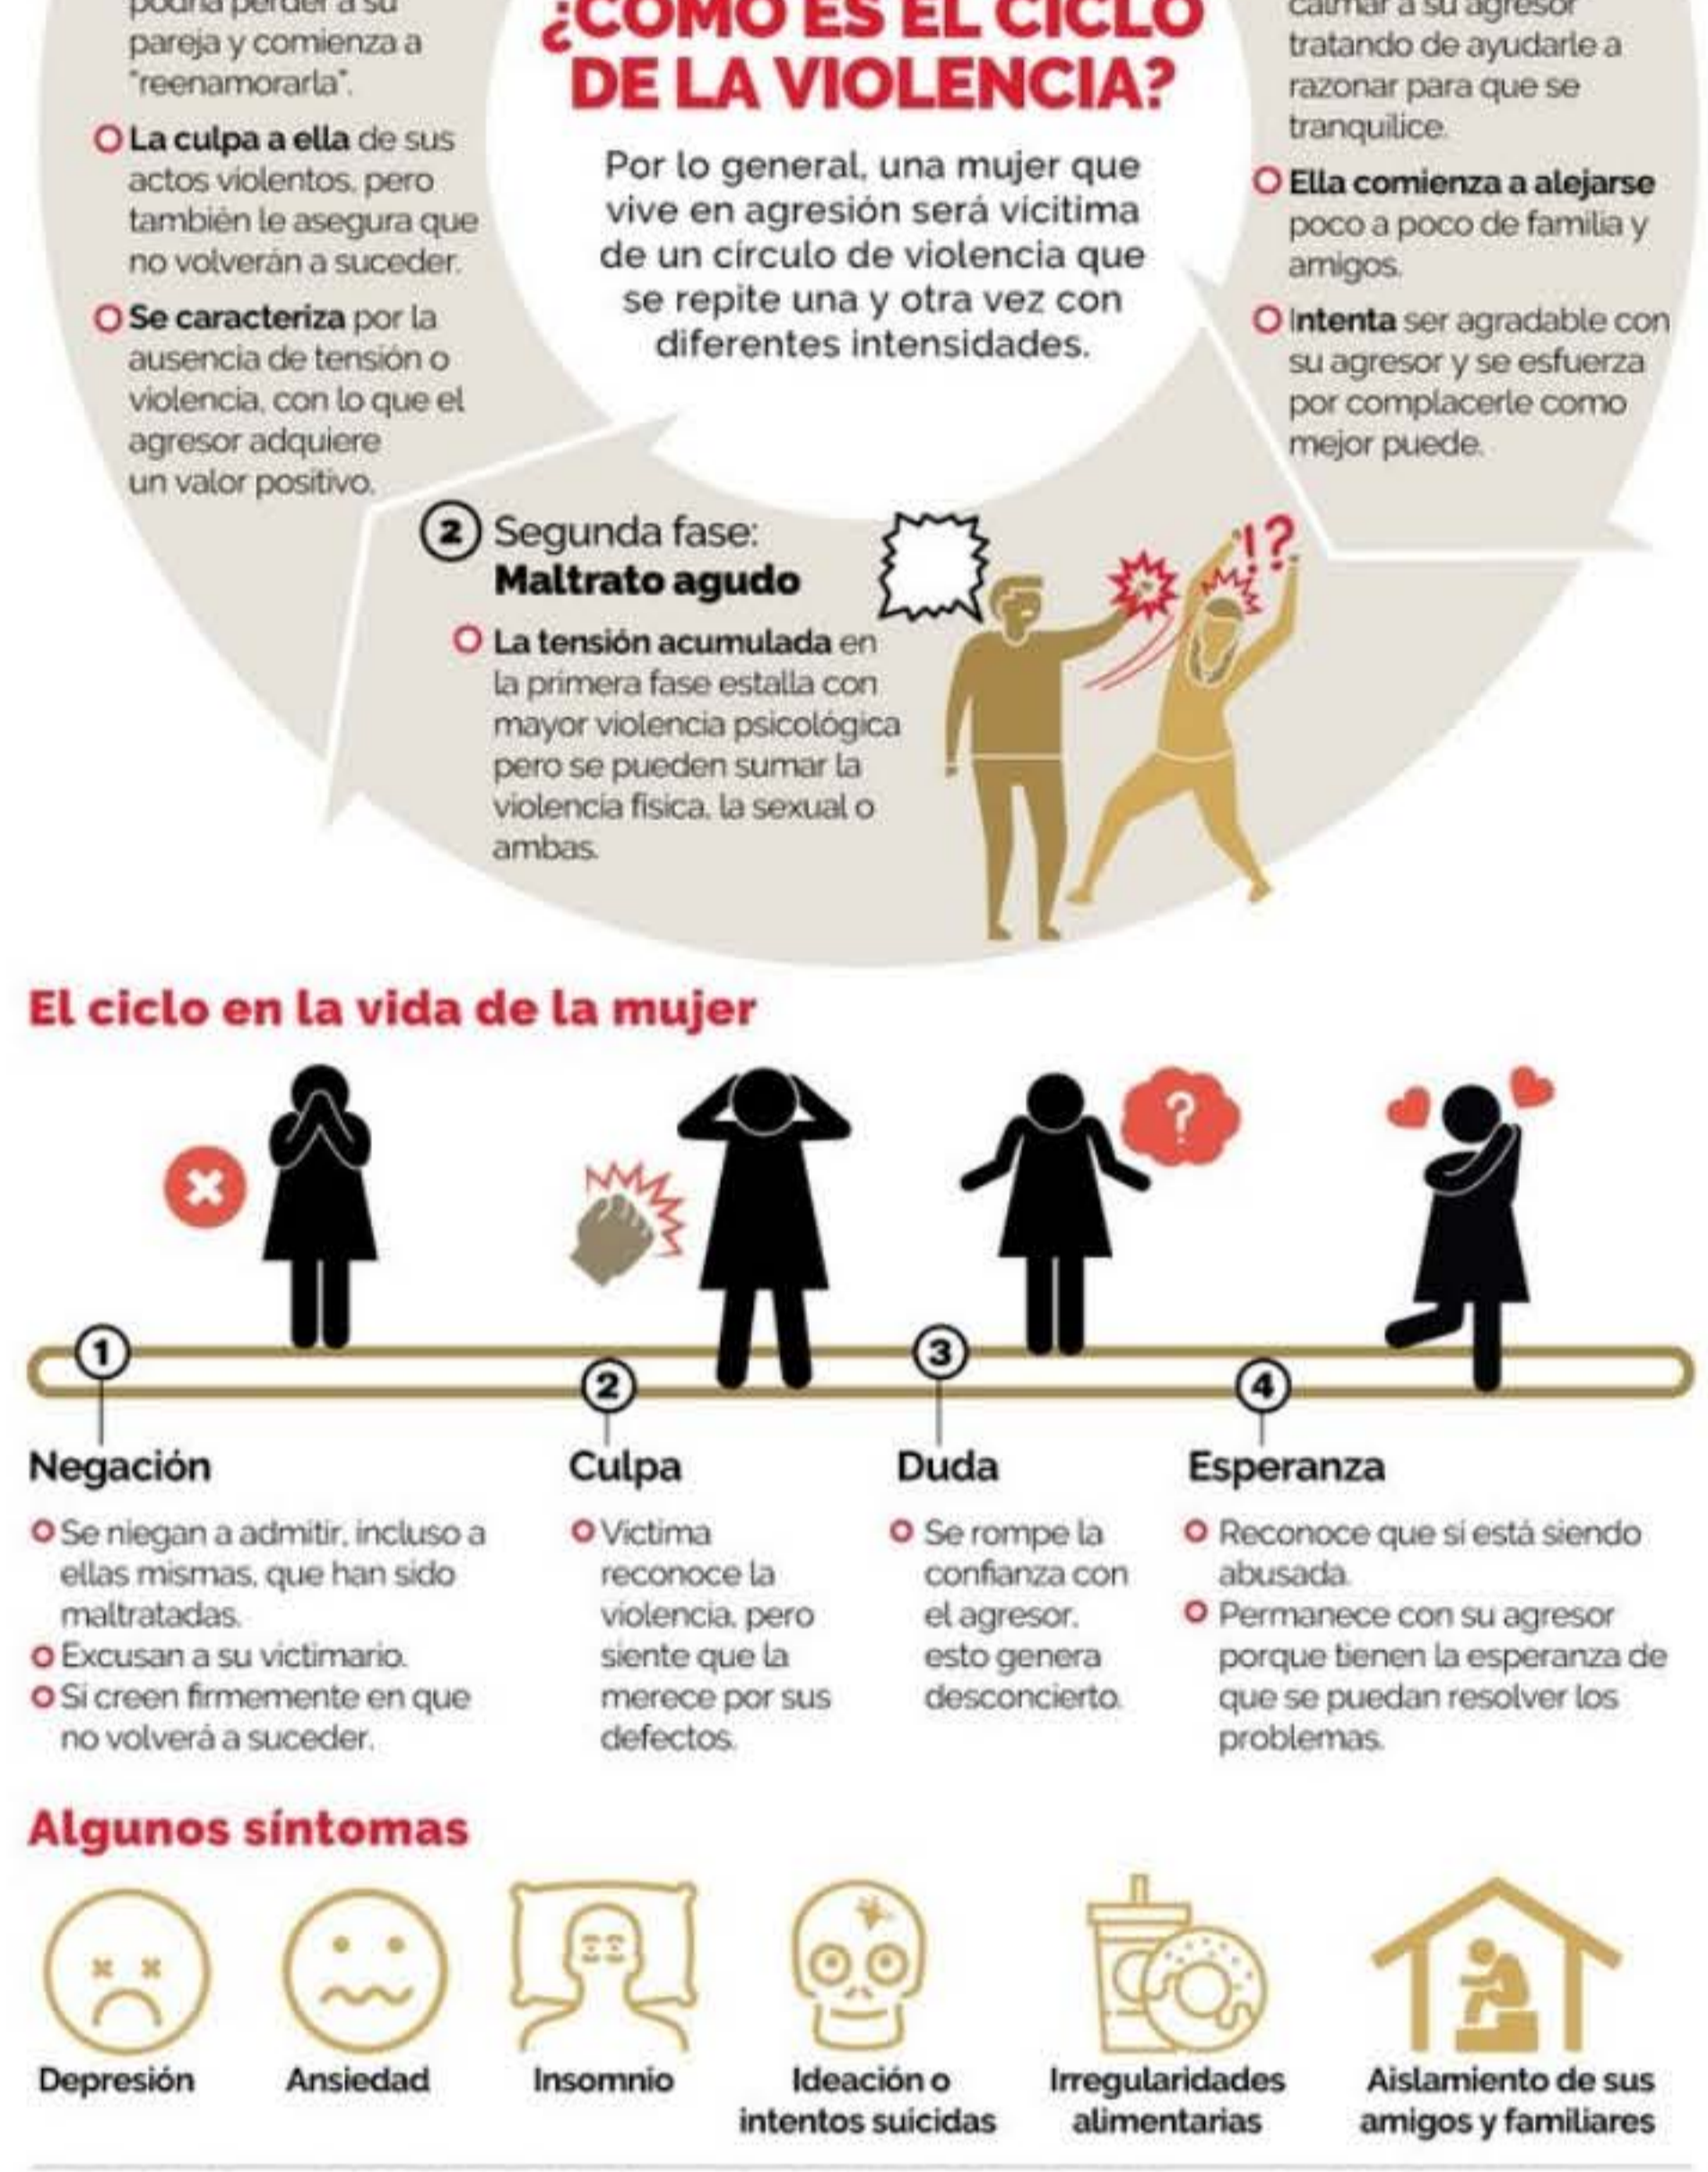 podría perder a su
pareja y comienza a
"reenamorarla".
La culpa a ella de sus
actos violentos, pero
también le asegura que
no volverán a suceder.
Se caracteriza por la
ausencia de tensión o
violencia, con lo que el
agresor adquiere
un valor positivo.
¿CÓMO ES EL CICLO
DE LA VIOLENCIA?
Por lo general, una mujer que
vive en agresión será vícitima
de un círculo de violencia que
se repite una y otra vez con
diferentes intensidades.
calmar a su agresor
tratando de ayudarle a
razonar para que se
tranquilice.
Ella comienza a alejarse
poco a poco de familia y
amigos.
Intenta ser agradable con
su agresor y se esfuerza
por complacerle como
mejor puede.
2 Segunda fase:
Maltrato agudo
La tensión acumulada en
la primera fase estalla con
mayor violencia psicológica
pero se pueden sumar la
violencia física, la sexual o
ambas.
!?
El ciclo en la vida de la mujer
?
1
2
3
4
Negación
Se niegan a admitir, incluso a
ellas mismas, que han sido
maltratadas.
Excusan a su victimario.
Si creen firmemente en que
no volverá a suceder.
Culpa
Victima
reconoce la
violencia, pero
siente que la
merece por sus
defectos.
Duda
Se rompe la
confianza con
el agresor,
esto genera
desconcierto.
Esperanza
Reconoce que sí está siendo
abusada.
Permanece con su agresor
porque tienen la esperanza de
que se puedan resolver los
problemas.
Algunos síntomas
Depresión
Ansiedad
Insomnio
Ideación o
intentos suicidas
Irregularidades
alimentarias
Aislamiento de sus
amigos y familiares